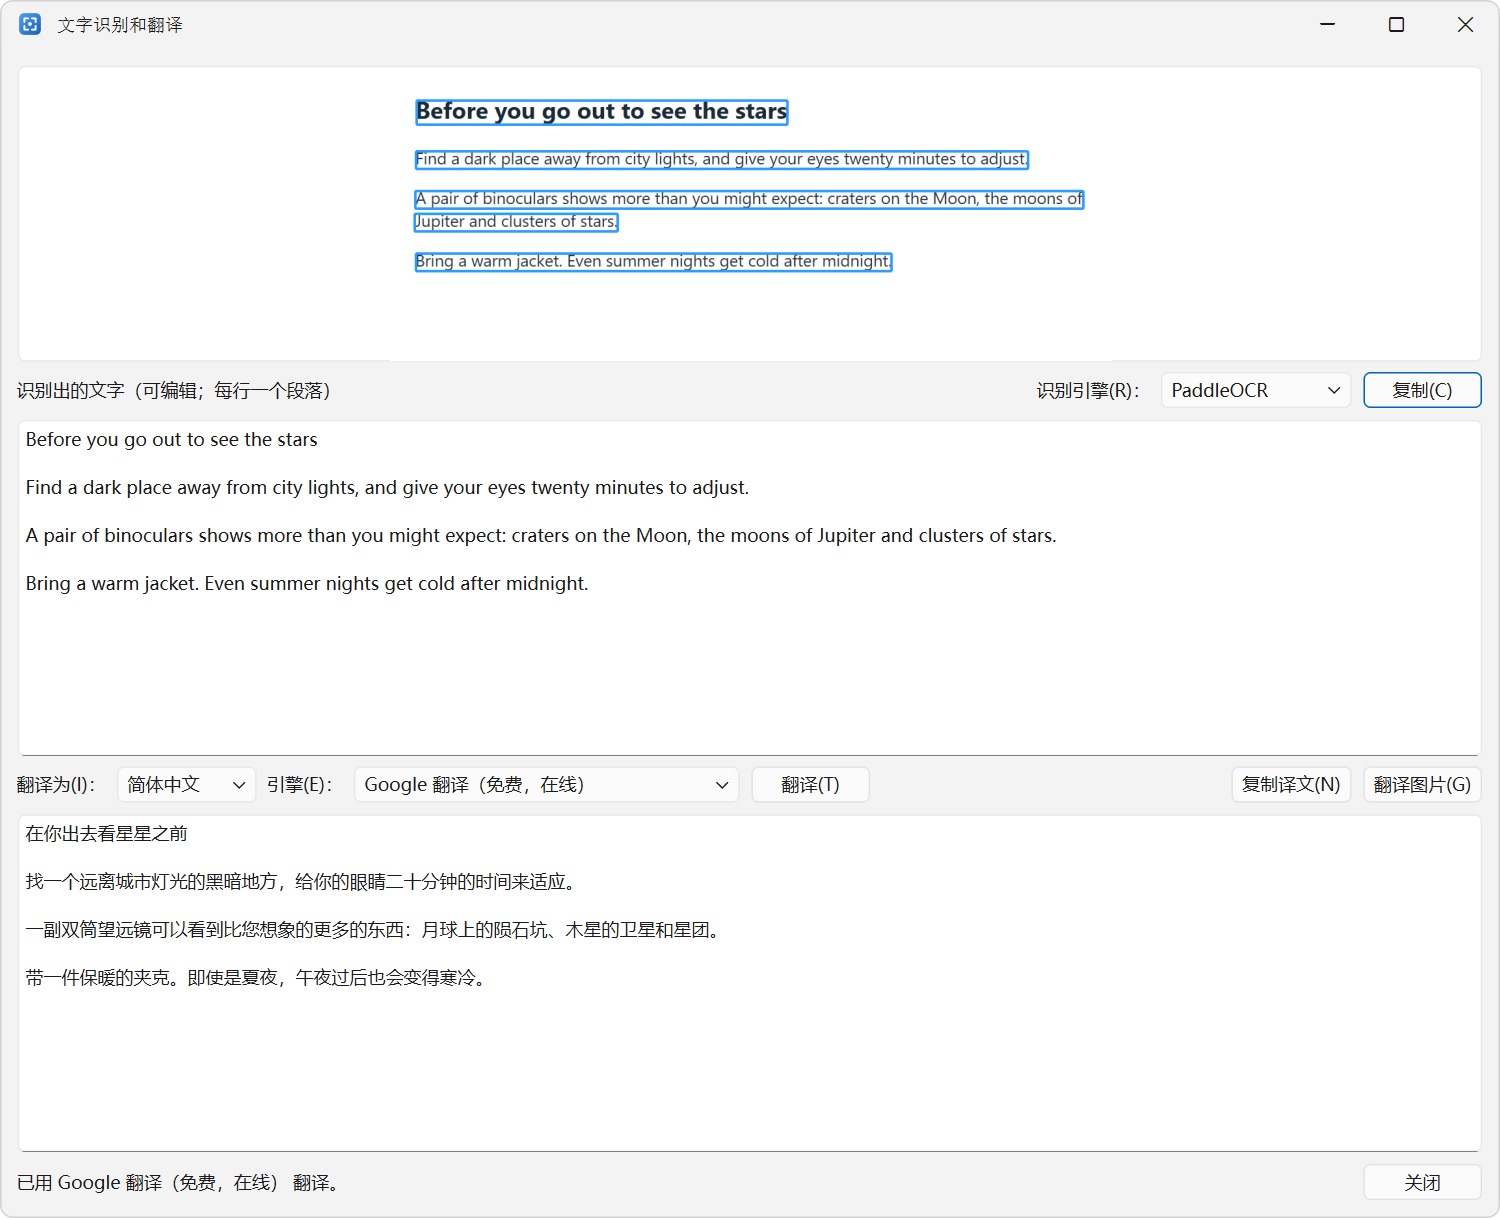 文字识别和翻译
Before you go out to see the stars
Find a dark place away from city lights, and give your eyes twenty minutes to adjust.
A pair of binoculars shows more than you might expect: craters on the Moon, the moons of
Jupiter and clusters of stars.
Bring a warm jacket. Even summer nights get cold after midnight.
识别出的文字（可编辑；每行一个段落）
识别引擎(R)：
PaddleOCR
复制(C)
Before you go out to see the stars
Find a dark place away from city lights, and give your eyes twenty minutes to adjust.
A pair of binoculars shows more than you might expect: craters on the Moon, the moons of Jupiter and clusters of stars.
Bring a warm jacket. Even summer nights get cold after midnight.
翻译为(I)：
简体中文
引擎(E)：
Google 翻译（免费，在线）
翻译(T)
复制译文(N)
翻译图片(G)
在你出去看星星之前
找一个远离城市灯光的黑暗地方，给你的眼睛二十分钟的时间来适应。
一副双筒望远镜可以看到比您想象的更多的东西：月球上的陨石坑、木星的卫星和星团。
带一件保暖的夹克。即使是夏夜，午夜过后也会变得寒冷。
已用 Google 翻译（免费，在线） 翻译。
关闭